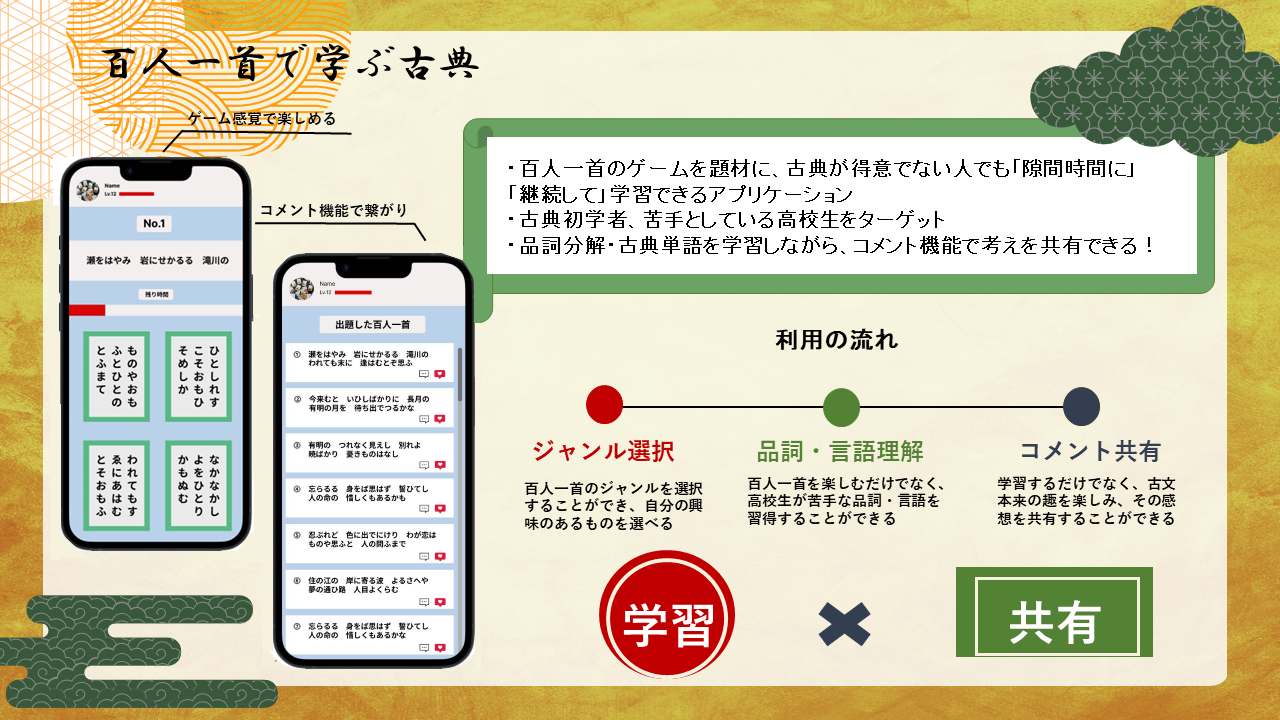 百人一首で学ぶ古典
ゲーム感覚で楽しめる
コメント機能で繋がり
・百人一首のゲームを題材に、古典が得意でない人でも「隙間時間に」
「継続して」学習できるアプリケーション
・古典初学者、苦手としている高校生をターゲット
・品詞分解・古典単語を学習しながら、コメント機能で考えを共有できる！
Name
Lv.12
No.1
瀬をはやみ　岩にせかるる　滝川の
残り時間
ひとしれす
こそおもひ
そめしか
ものやおも
ふとひとの
とふまて
なかなかし
よをひとり
かもねむ
われてもす
ゑにあはむ
とそおもふ
Name
Lv.12
出題した百人一首
① 瀬をはやみ　岩にせかるる　滝川の
われても末に　逢はむとぞ思ふ
② 今来むと　いひしばかりに　長月の
有明の月を　待ち出でつるかな
③ 有明の　つれなく見えし　別れよ
暁ばかり　憂きものはなし
④ 忘らるる　身をば思はず　誓ひてし
人の命の　惜しくもあるかも
⑤ 忍ぶれど　色に出でにけり　わが恋は
ものや思ふと　人の問ふまで
⑥ 住の江の　岸に寄る波　よるさへや
夢の通ひ路　人目よくらむ
⑦ 忘らるる　身をば思はず　誓ひてし
人の命の　惜しくもあるかな
利用の流れ
ジャンル選択
百人一首のジャンルを選択
することができ、自分の興
味のあるものを選べる
品詞・言語理解
百人一首を楽しむだけでなく、
高校生が苦手な品詞・言語を
習得することができる
コメント共有
学習するだけでなく、古文
本来の趣を楽しみ、その感
想を共有することができる
学習
共有